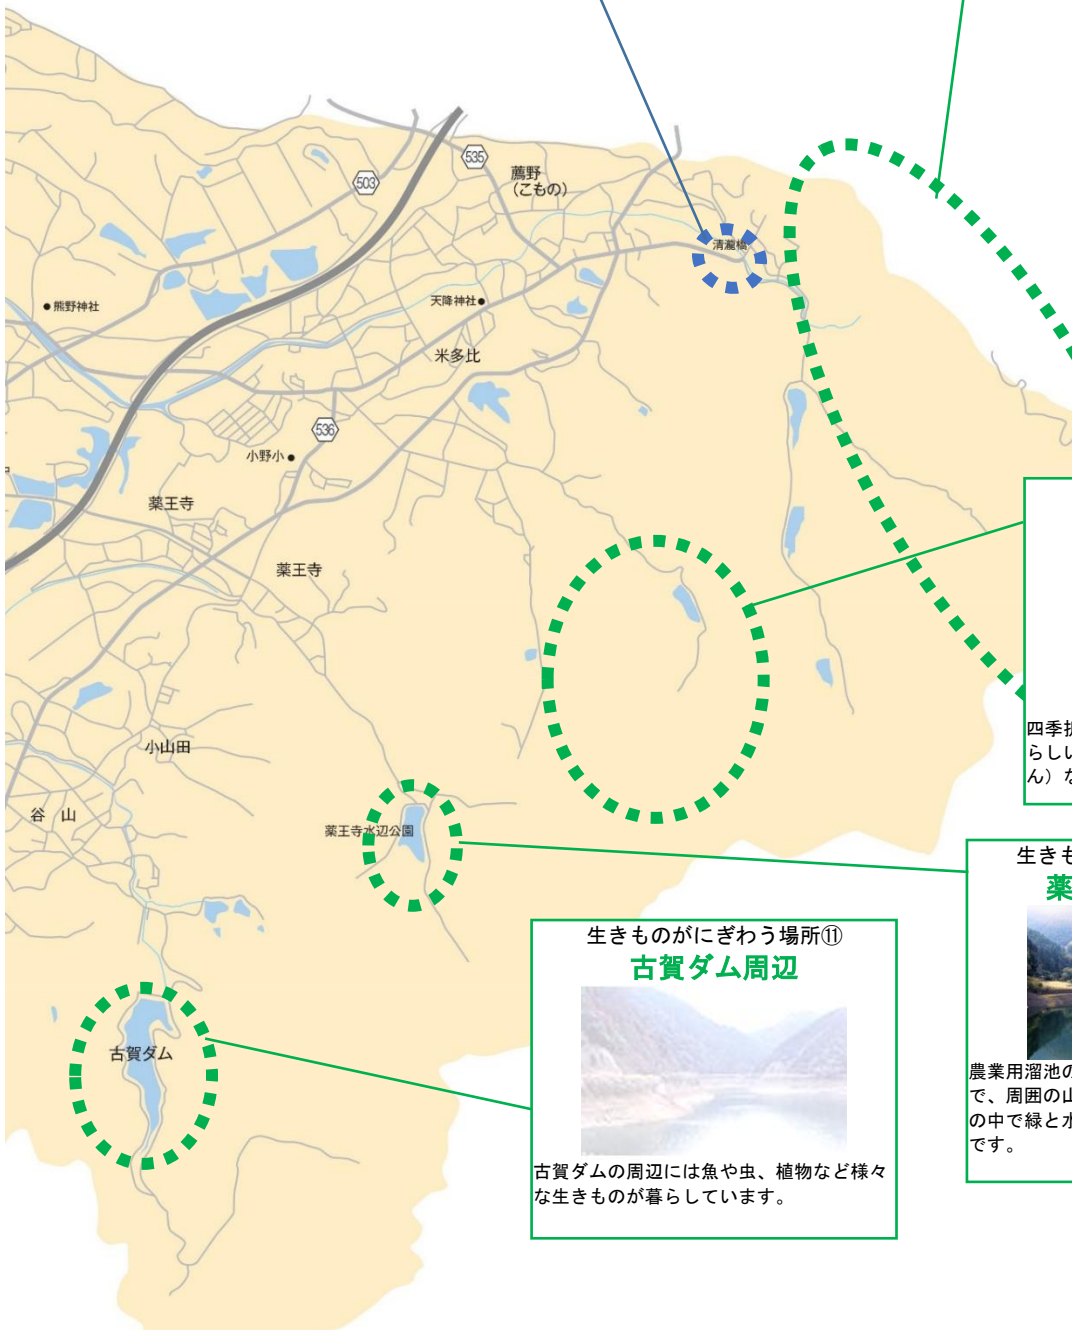 535
503
薦野
(こもの)
清瀧橋
●熊野神社
天降神社●
米多比
536
小野小●
薬王寺
薬王寺
小山田
谷 山
薬王寺水辺公園
古賀ダム
四季
らしい
ん)な
生きも
薬
農業用溜池の
で、周囲の山
の中で緑と水
です。
生きものがにぎわう場所⑪
古賀ダム周辺
古賀ダムの周辺には魚や虫、植物など様々
な生きものが暮らしています。